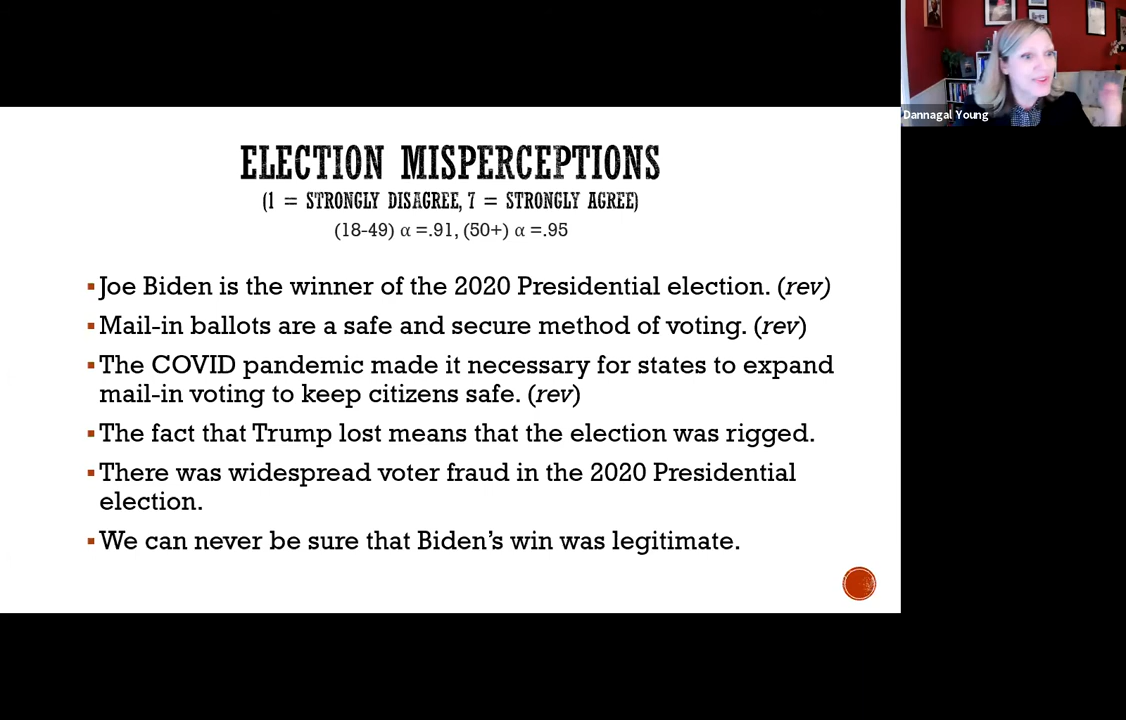 Dannagal Young
ELECTION MISPERCEPTIONS
(1 = STRONGLY DISAGREE, 7 = STRONGLY AGREE)
(18-49) α =.91, (50+) α =.95
▪Joe Biden is the winner of the 2020 Presidential election. (rev)
▪Mail-in ballots are a safe and secure method of voting. (rev)
▪The COVID pandemic made it necessary for states to expand
mail-in voting to keep citizens safe. (rev)
▪The fact that Trump lost means that the election was rigged.
▪There was widespread voter fraud in the 2020 Presidential
election.
▪We can never be sure that Biden’s win was legitimate.